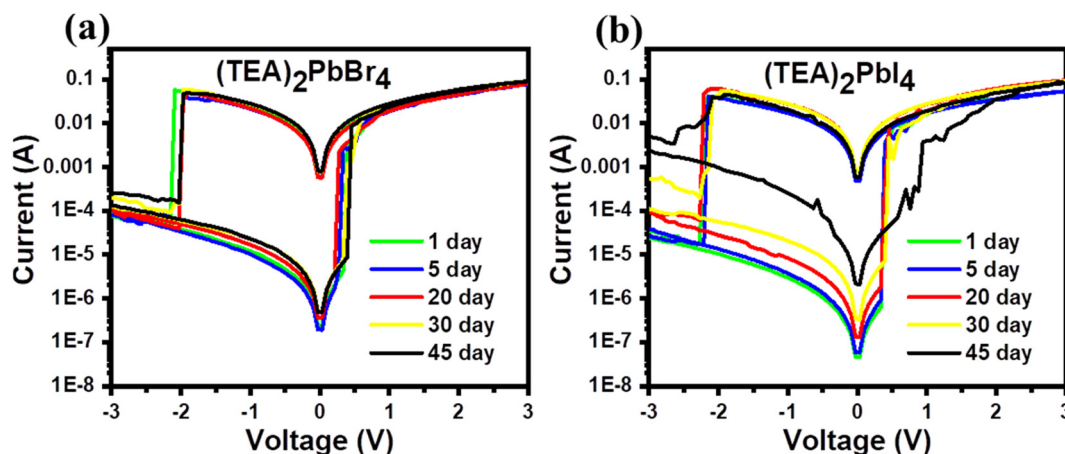 (a)
(TEA)₂PbBr₄
Current (A)
0.1
0.01
0.001
1E-4
1E-5
1E-6
1E-7
1E-8
1 day
5 day
20 day
30 day
45 day
-3 -2 -1 0 1 2 3
Voltage (V)
(b)
(TEA)₂PbI₄
Current (A)
0.1
0.01
0.001
1E-4
1E-5
1E-6
1E-7
1E-8
1 day
5 day
20 day
30 day
45 day
-3 -2 -1 0 1 2 3
Voltage (V)